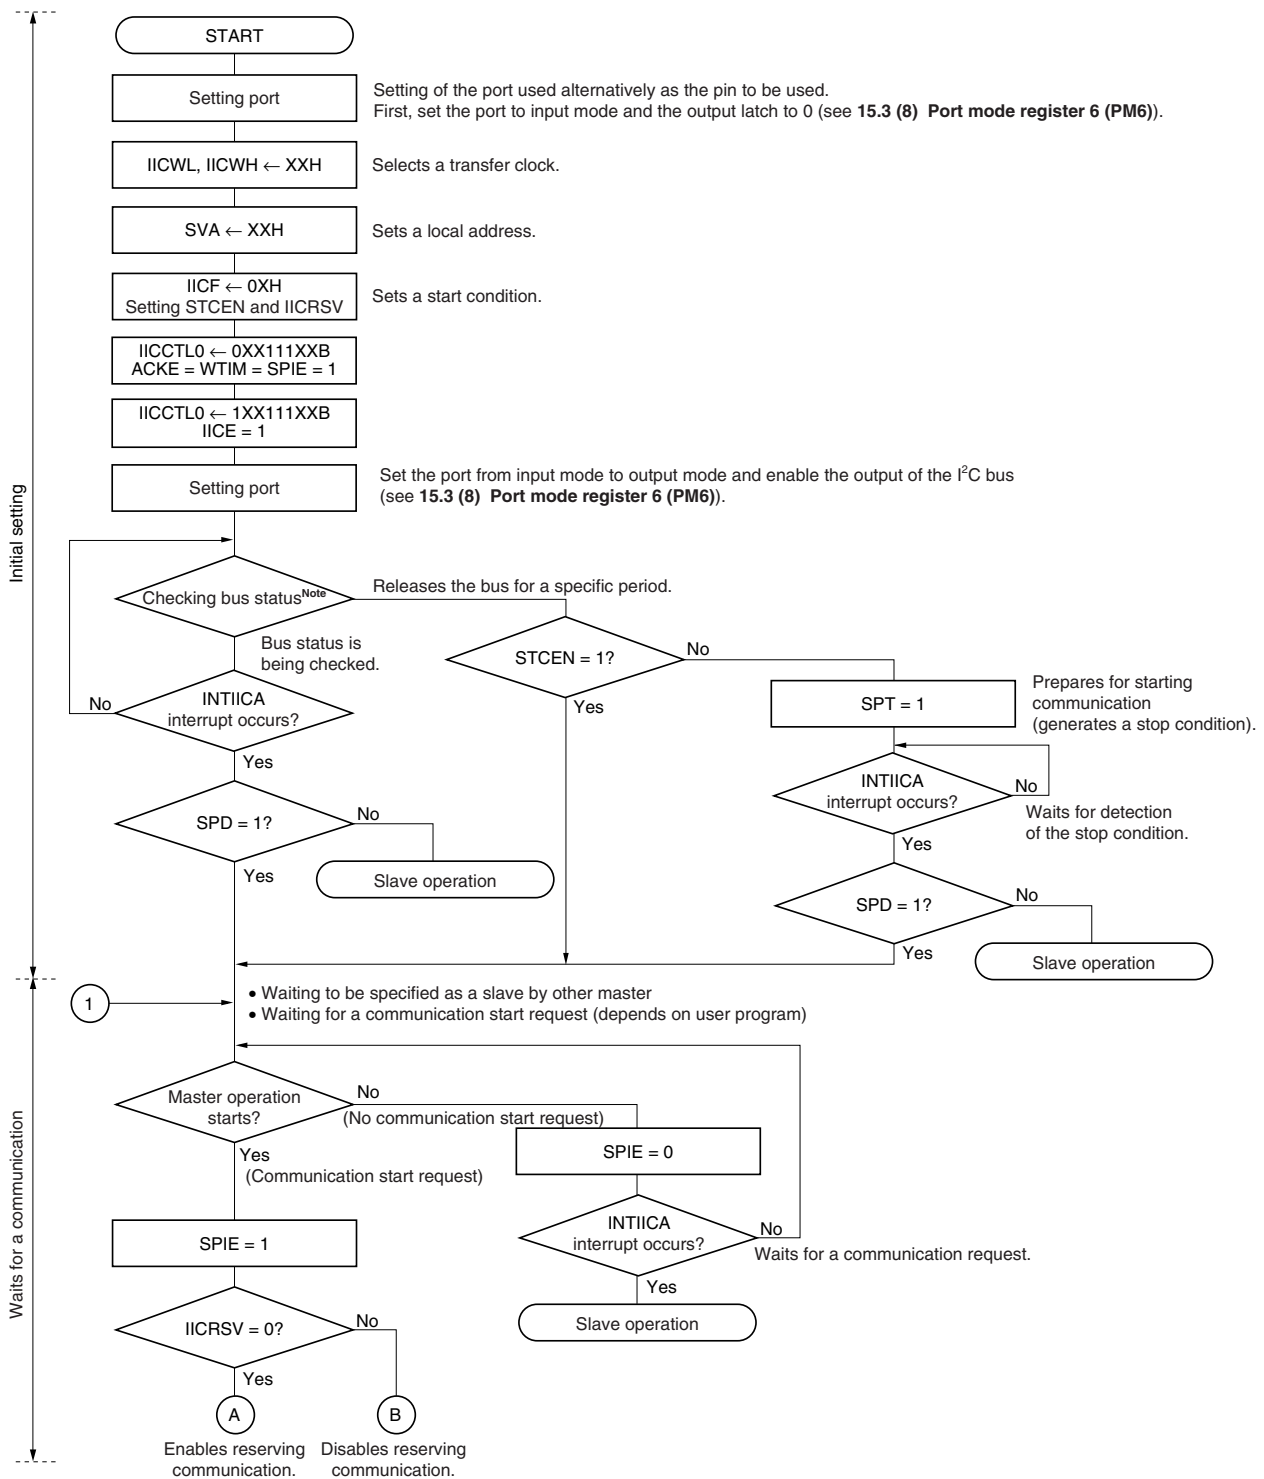 START
Setting port
Setting of the port used alternatively as the pin to be used.
First, set the port to input mode and the output latch to 0 (see 15.3 (8) Port mode register 6 (PM6)).
IICWL, IICWH ← XXH
Selects a transfer clock.
SVA ← XXH
Sets a local address.
IICF ← 0XH
Setting STCEN and IICRSV
Sets a start condition.
IICCTL0 ← 0XX111XXB
ACKE = WTIM = SPIE = 1
IICCTL0 ← 1XX111XXB
IICE = 1
Setting port
Set the port from input mode to output mode and enable the output of the I²C bus
(see 15.3 (8) Port mode register 6 (PM6)).
Initial setting
Checking bus status Note
Releases the bus for a specific period.
Bus status is
being checked.
STCEN = 1?
No
Yes
SPT = 1
Prepares for starting
communication
(generates a stop condition).
INTIICA
interrupt occurs?
No
Yes
INTIICA
interrupt occurs?
No
Waits for detection
of the stop condition.
Yes
SPD = 1?
No
Yes
Slave operation
SPD = 1?
No
Yes
Slave operation
1
• Waiting to be specified as a slave by other master
• Waiting for a communication start request (depends on user program)
Waits for a communication
Master operation
starts?
No
(No communication start request)
Yes
(Communication start request)
SPIE = 0
INTIICA
interrupt occurs?
No
Waits for a communication request.
Yes
Slave operation
SPIE = 1
IICRSV = 0?
No
Yes
A
B
Enables reserving
communication.
Disables reserving
communication.